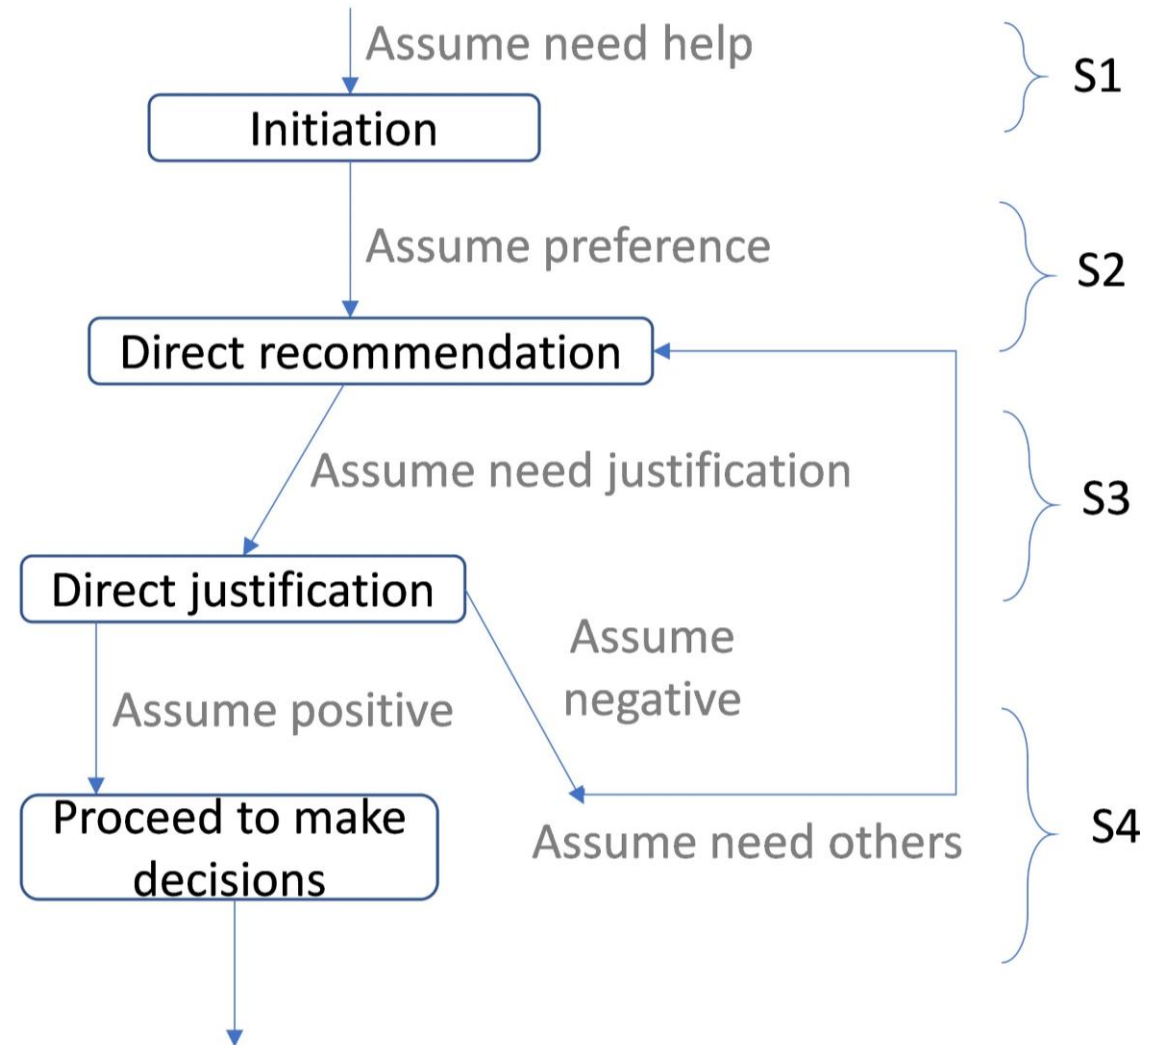 Assume need help
S1
Initiation
Assume preference
S2
Direct recommendation
Assume need justification
S3
Direct justification
Assume
negative
Assume positive
Proceed to make
decisions
Assume need others
S4